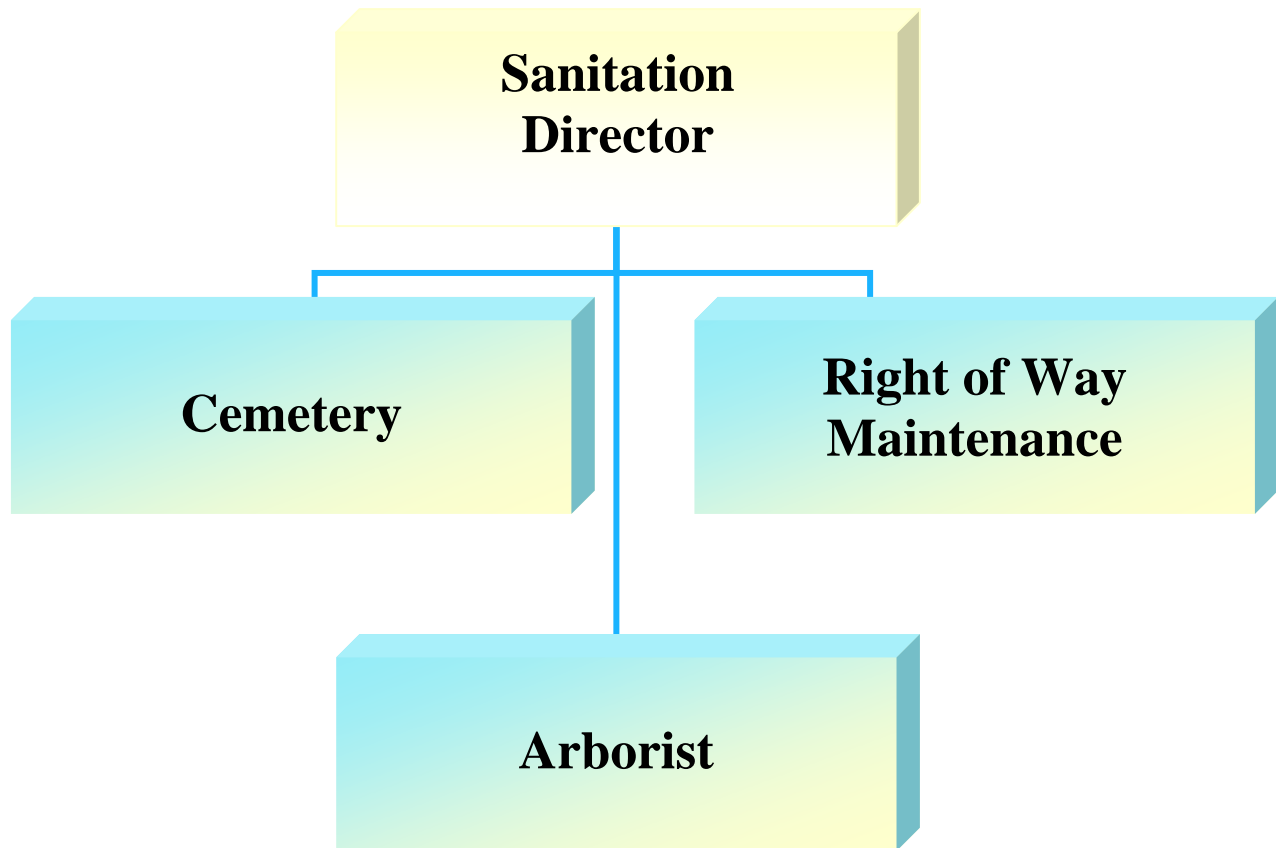 Sanitation
Director
Cemetery
Right of Way
Maintenance
Arborist